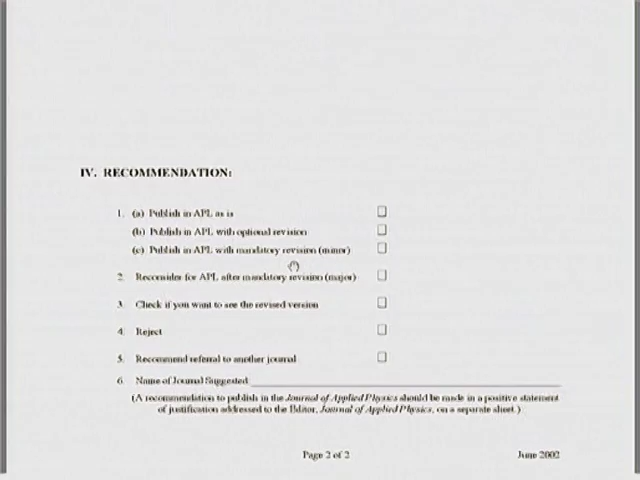 IV. RECOMMENDATION:
1. (a) Publish in APL as is
(b) Publish in APL with optional revision
(c) Publish in APL with mandatory revision (minor)
2. Reconsider for APL after mandatory revision (major)
3. Check if you want to see the revised version
4. Reject
5. Recommend referral to another journal
6. Name of Journal Suggested
(A recommendation to publish in the Journal of Applied Physics should be made in a positive statement
of justification addressed to the Editor, Journal of Applied Physics, on a separate sheet.)
Page 2 of 2 June 2002